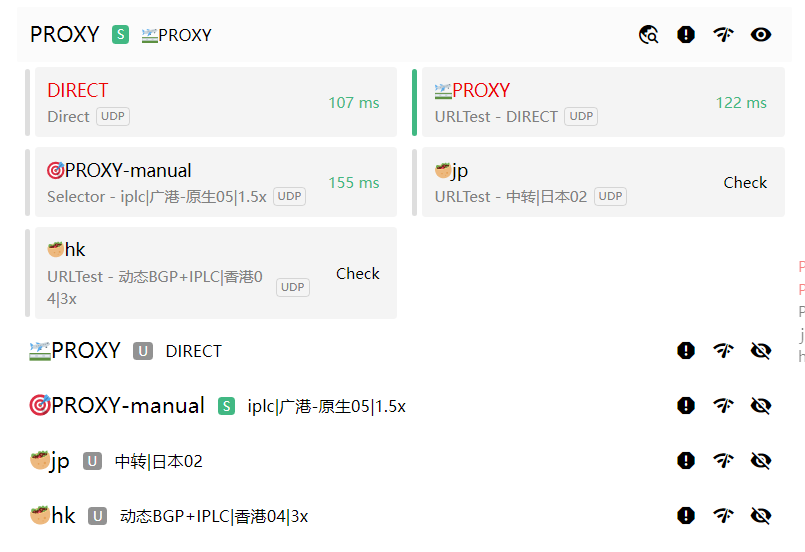 PROXY S 🛫PROXY
DIRECT
Direct UDP
107 ms
PROXY
URLTest - DIRECT UDP
122 ms
🎯PROXY-manual
Selector - iplc|广港-原生05|1.5x UDP
155 ms
🥙jp
URLTest - 中转|日本02 UDP
Check
🥙hk
URLTest - 动态BGP+IPLC|香港0
4|3x
UDP
Check
PROXY U DIRECT
🎯PROXY-manual S iplc|广港-原生05|1.5x
🥙jp U 中转|日本02
🥙hk U 动态BGP+IPLC|香港04|3x
P
P
P
j
h